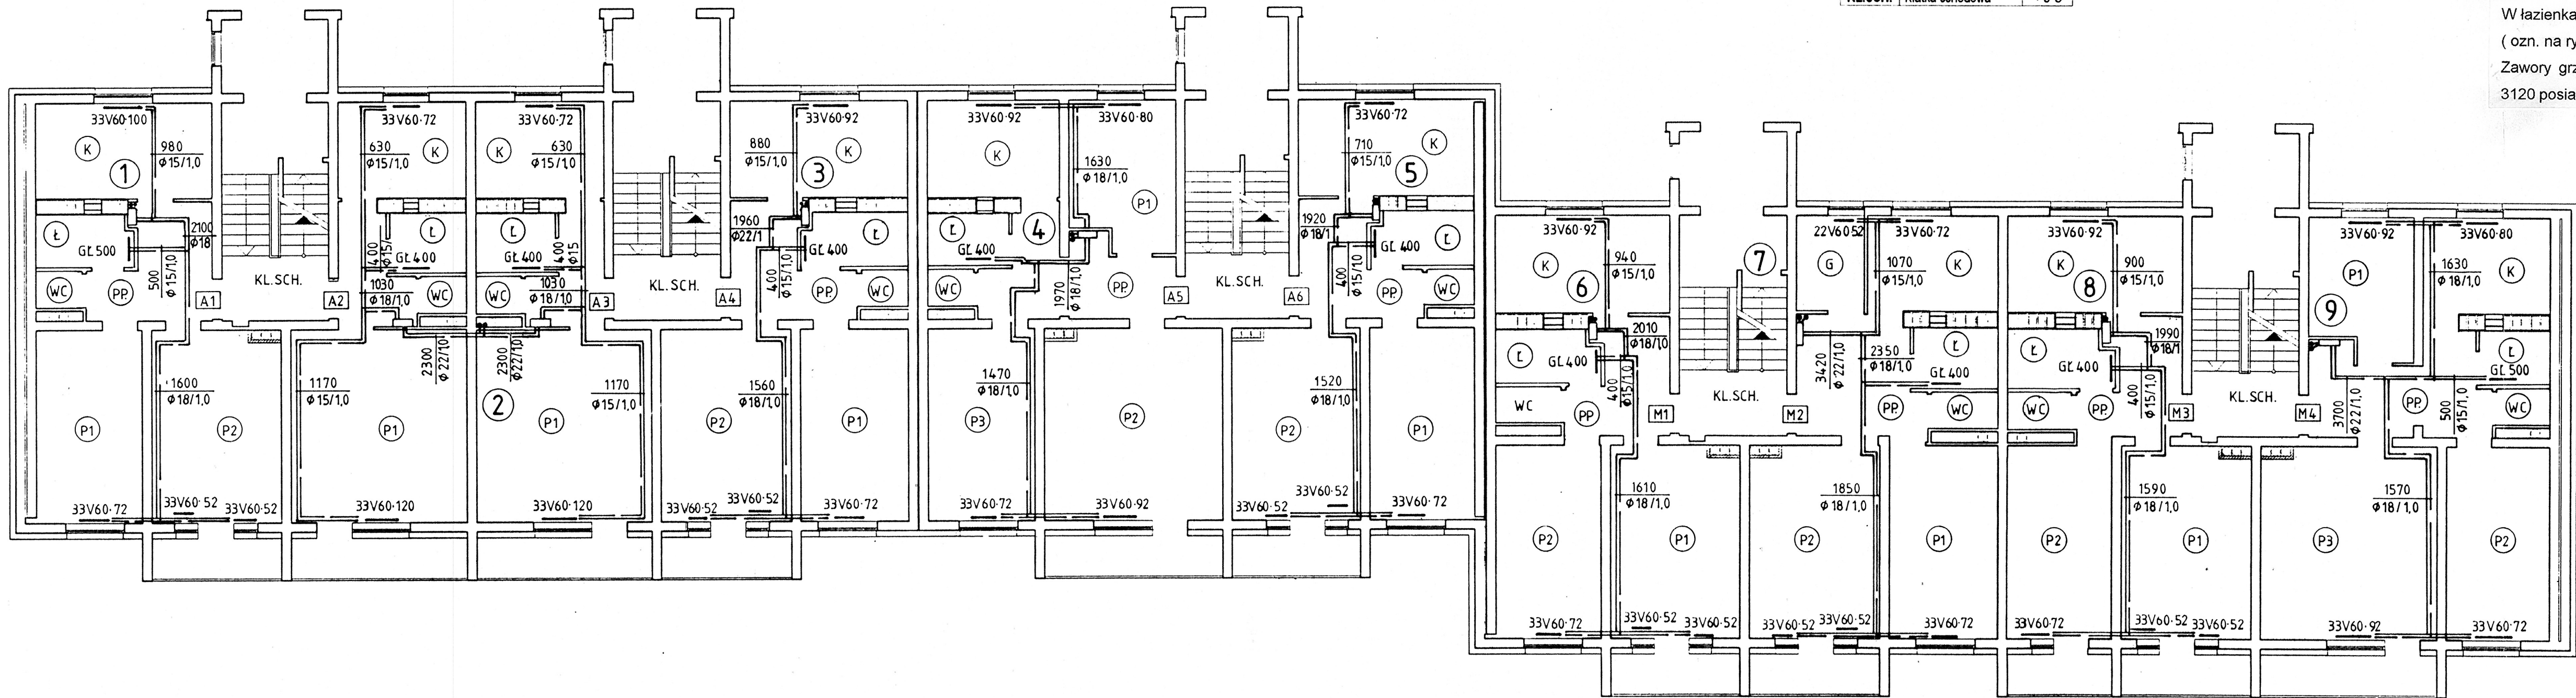 KL.SCH. Klatka schodowa
W łazienka
( ozn. na ry
Zawory grz
3120 posia
33V60·100
K
980
ϕ15/1,0
1
Ł
GŁ 500
2100
ϕ18
WC
PP.
500
ϕ15/1,0
A1
KL.SCH.
A2
P1
1600
ϕ18/1,0
P2
33V60·72
33V60·52
33V60·52
33V60·72
33V60·72
630
ϕ15/1,0
K
K
630
ϕ15/1,0
400
ϕ15/
Ł
GŁ 400
Ł
GŁ 400
400
ϕ15
1030
ϕ18/1,0
WC
WC
1030
ϕ18/1,0
A3
2300
ϕ22/1,0
2300
ϕ22/1,0
1170
ϕ15/1,0
P1
2
P1
1170
ϕ15/1,0
33V60·120
33V60·120
KL.SCH.
A4
33V60·92
880
ϕ15/1,0
K
3
1960
ϕ22/1
Ł
GŁ 400
400
ϕ15/1,0
PP.
WC
P2
1560
ϕ18/1,0
P1
33V60·52
33V60·52
33V60·72
33V60·92
33V60·80
K
1630
ϕ18/1,0
P1
Ł
GŁ 400
4
WC
1970
ϕ18/1,0
PP.
A5
KL.SCH.
A6
1470
ϕ18/1,0
P3
P2
33V60·72
33V60·92
33V60·72
710
ϕ15/1,0
K
5
1920
ϕ18/1
GŁ 400
Ł
400
ϕ15/1,0
PP.
WC
1520
ϕ18/1,0
P2
P1
33V60·52
33V60·52
33V60·72
33V60·92
K
940
ϕ15/1,0
6
2010
ϕ18/1,0
Ł
GŁ 400
400
ϕ15/1,0
WC
PP.
M1
KL.SCH.
M2
7
1610
ϕ18/1,0
P2
P1
33V60·72
33V60·52
33V60·52
22V60·52
33V60·72
G
1070
ϕ15/1,0
K
3420
ϕ22/1,0
2350
ϕ18/1,0
Ł
GŁ 400
PP.
WC
1850
ϕ18/1,0
P2
P1
33V60·52
33V60·52
33V60·72
33V60·92
K
900
ϕ15/1,0
8
1990
ϕ18/1
Ł
GŁ 400
400
ϕ15/1,0
WC
PP.
M3
KL.SCH.
M4
1590
ϕ18/1,0
P2
P1
33V60·72
33V60·52
33V60·52
33V60·92
33V60·80
P1
1630
ϕ18/1,0
K
9
Ł
GŁ 500
3700
ϕ22/1,0
PP.
500
ϕ15/1,0
WC
1570
ϕ18/1,0
P3
P2
33V60·92
33V60·72